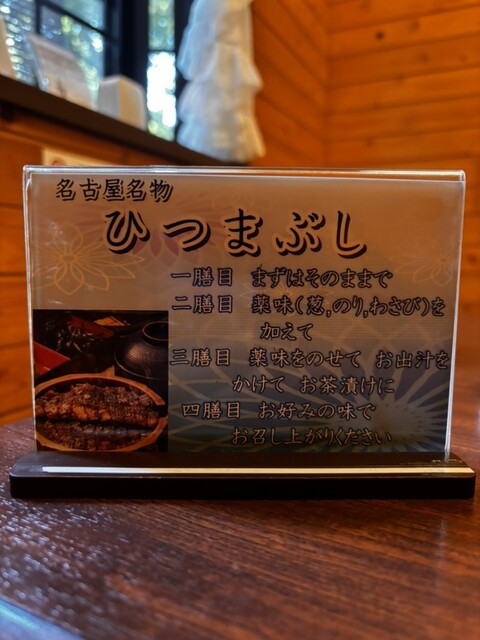 名古屋名物
ひつまぶし
一膳目 まずはそのままで
二膳目 薬味(葱,のり,わさび)を
加えて
三膳目 薬味をのせて お出汁を
かけて お茶漬けに
四膳目 お好みの味で
お召し上がりください